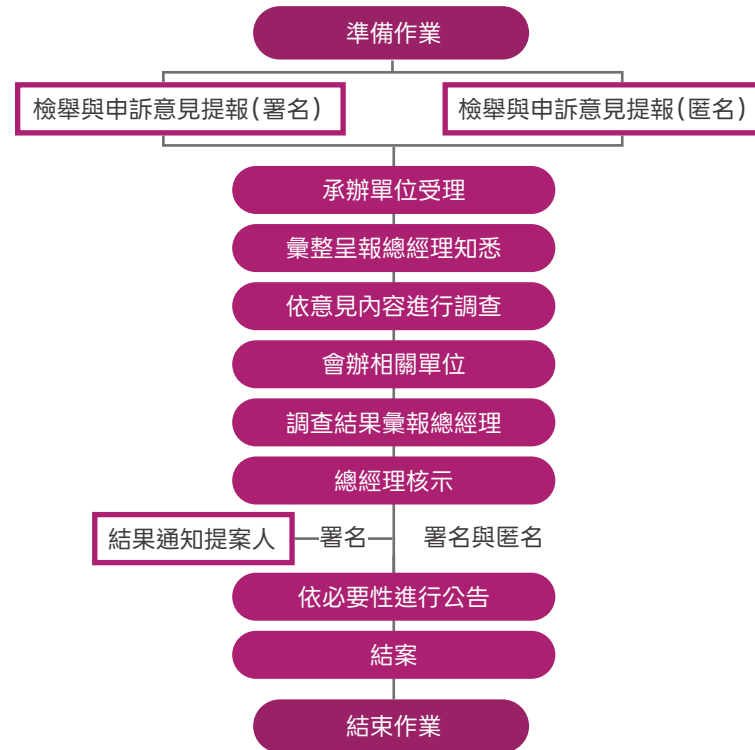 準備作業
檢舉與申訴意見提報(署名)
檢舉與申訴意見提報(匿名)
承辦單位受理
彙整呈報總經理知悉
依意見內容進行調查
會辦相關單位
調查結果彙報總經理
總經理核示
結果通知提案人
署名
署名與匿名
依必要性進行公告
結案
結束作業